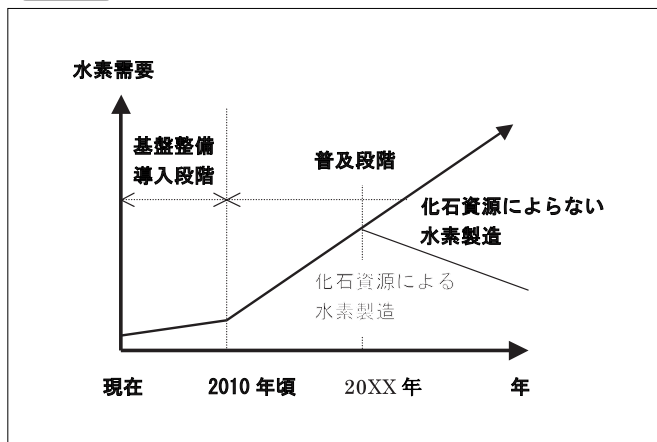 水素需要
基盤整備
導入段階
普及段階
化石資源によらない
水素製造
化石資源による
水素製造
現在
2010 年頃
20XX 年
年